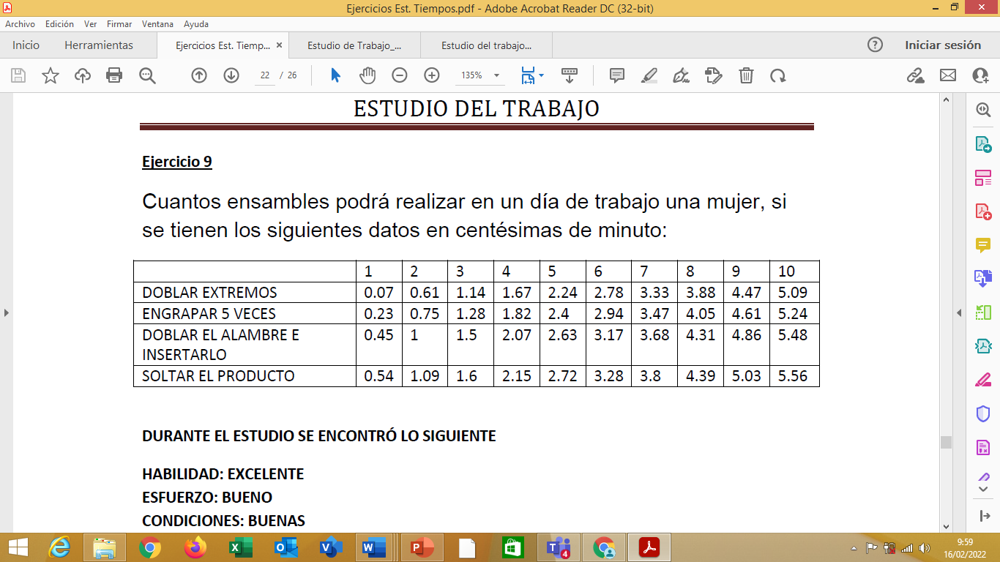 Ejercicios Est. Tiempos.pdf - Adobe Acrobat Reader DC (32-bit)
Archivo Edición Ver Firmar Ventana Ayuda
Inicio Herramientas Ejercicios Est. Tiemp... × Estudio de Trabajo_... Estudio del trabajo... ? Iniciar sesión
22 / 26 135%
ESTUDIO DEL TRABAJO
Ejercicio 9
Cuantos ensambles podrá realizar en un día de trabajo una mujer, si
se tienen los siguientes datos en centésimas de minuto:
1 2 3 4 5 6 7 8 9 10
DOBLAR EXTREMOS 0.07 0.61 1.14 1.67 2.24 2.78 3.33 3.88 4.47 5.09
ENGRAPAR 5 VECES 0.23 0.75 1.28 1.82 2.4 2.94 3.47 4.05 4.61 5.24
DOBLAR EL ALAMBRE E 0.45 1 1.5 2.07 2.63 3.17 3.68 4.31 4.86 5.48
INSERTARLO
SOLTAR EL PRODUCTO 0.54 1.09 1.6 2.15 2.72 3.28 3.8 4.39 5.03 5.56
DURANTE EL ESTUDIO SE ENCONTRÓ LO SIGUIENTE
HABILIDAD: EXCELENTE
ESFUERZO: BUENO
CONDICIONES: BUENAS
9:59
16/02/2022